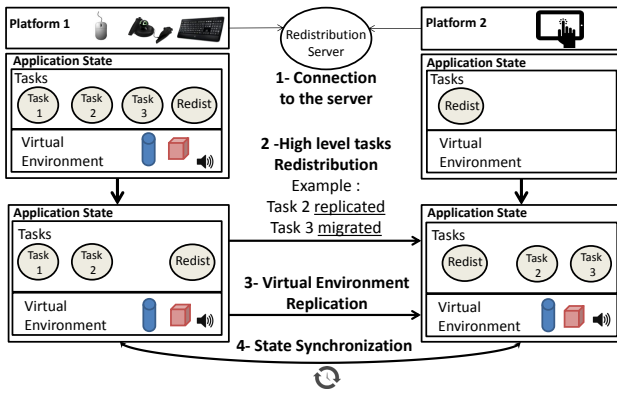 Platform 1
Redistribution
Server
Platform 2
Application State
Tasks
Task
1
Task
2
Task
3
Redist
Virtual
Environment
1- Connection
to the server
Application State
Tasks
Redist
Virtual
Environment
2 -High level tasks
Redistribution
Example :
Task 2 replicated
Task 3 migrated
Application State
Tasks
Task
1
Task
2
Redist
Virtual
Environment
3- Virtual Environment
Replication
Application State
Tasks
Redist
Task
2
Task
3
Virtual
Environment
4- State Synchronization